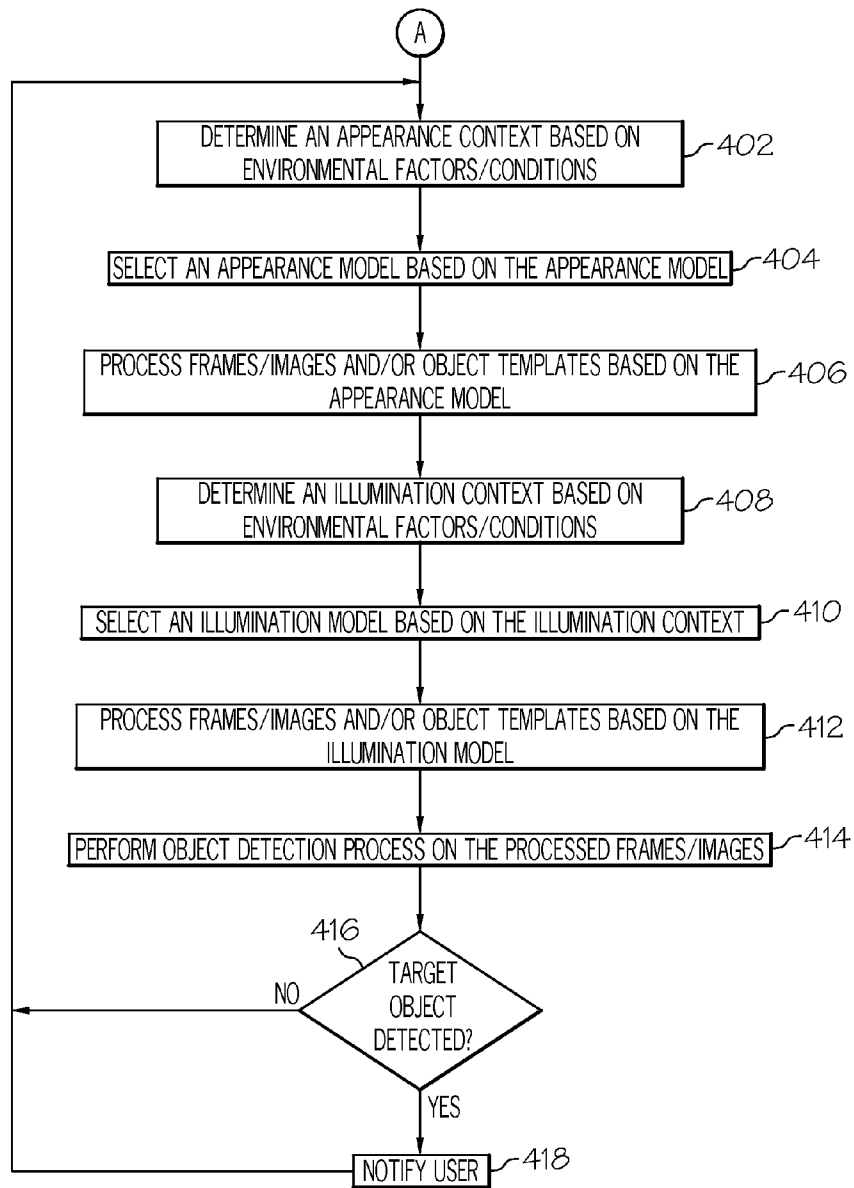 A
DETERMINE AN APPEARANCE CONTEXT BASED ON
ENVIRONMENTAL FACTORS/CONDITIONS
402
SELECT AN APPEARANCE MODEL BASED ON THE APPEARANCE MODEL
404
PROCESS FRAMES/IMAGES AND/OR OBJECT TEMPLATES BASED ON THE
APPEARANCE MODEL
406
DETERMINE AN ILLUMINATION CONTEXT BASED ON
ENVIRONMENTAL FACTORS/CONDITIONS
408
SELECT AN ILLUMINATION MODEL BASED ON THE ILLUMINATION CONTEXT
410
PROCESS FRAMES/IMAGES AND/OR OBJECT TEMPLATES BASED ON THE
ILLUMINATION MODEL
412
PERFORM OBJECT DETECTION PROCESS ON THE PROCESSED FRAMES/IMAGES
414
416
TARGET
OBJECT
DETECTED?
NO
YES
NOTIFY USER
418